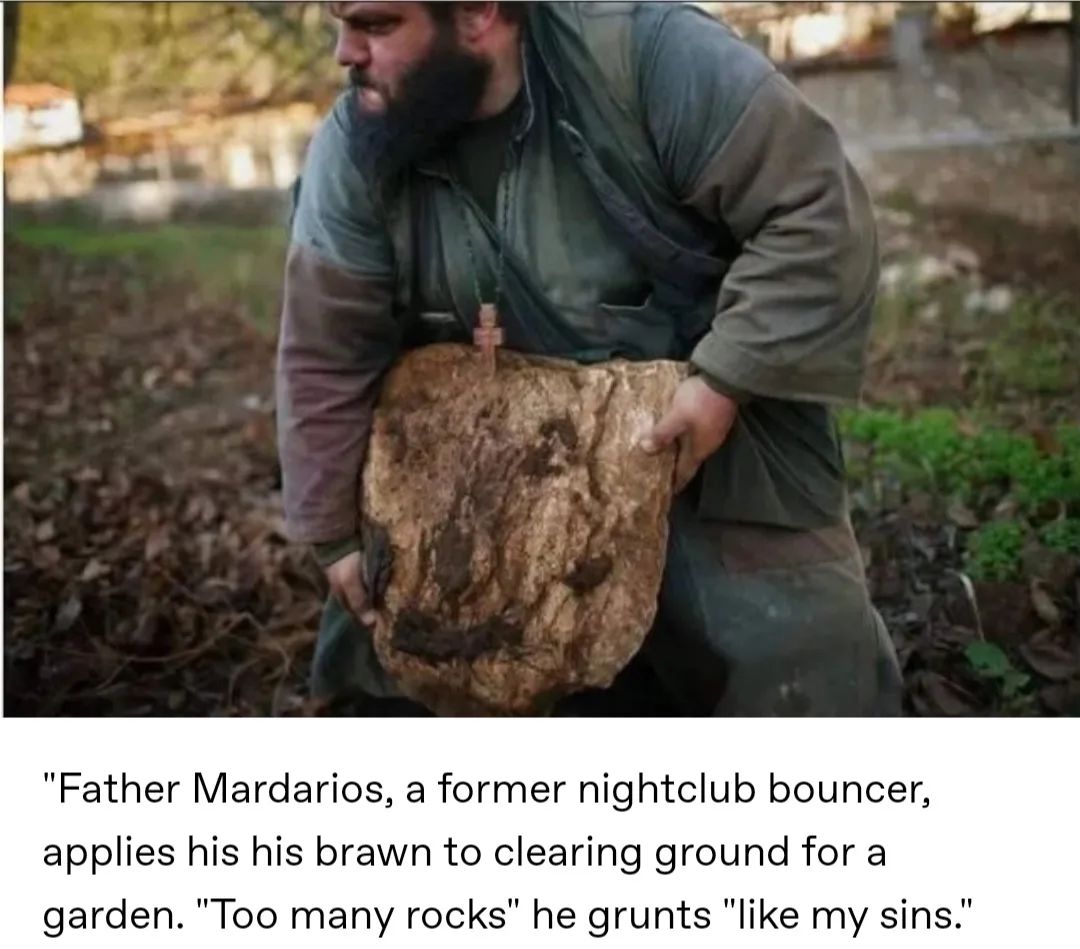 "Father Mardarios, a former nightclub bouncer,
applies his his brawn to clearing ground for a
garden. "Too many rocks" he grunts "like my sins."